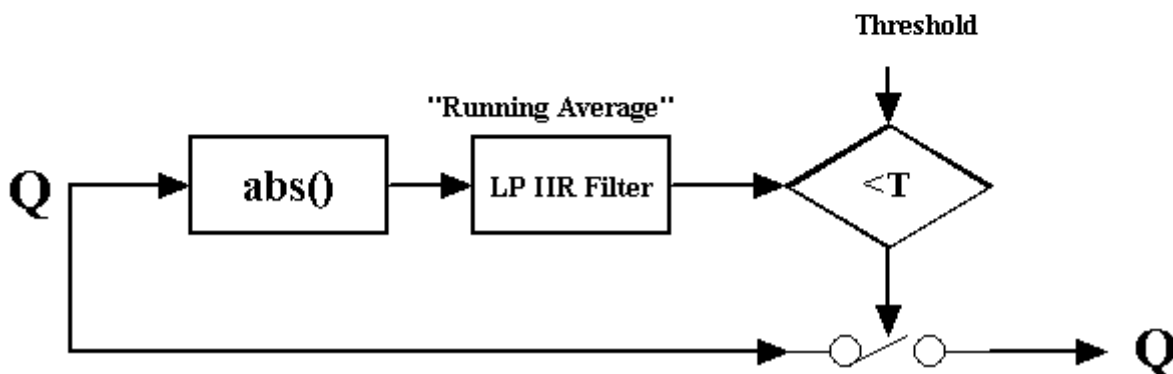 Threshold
"Running Average"
Q
abs()
LP IIR Filter
<T
Q